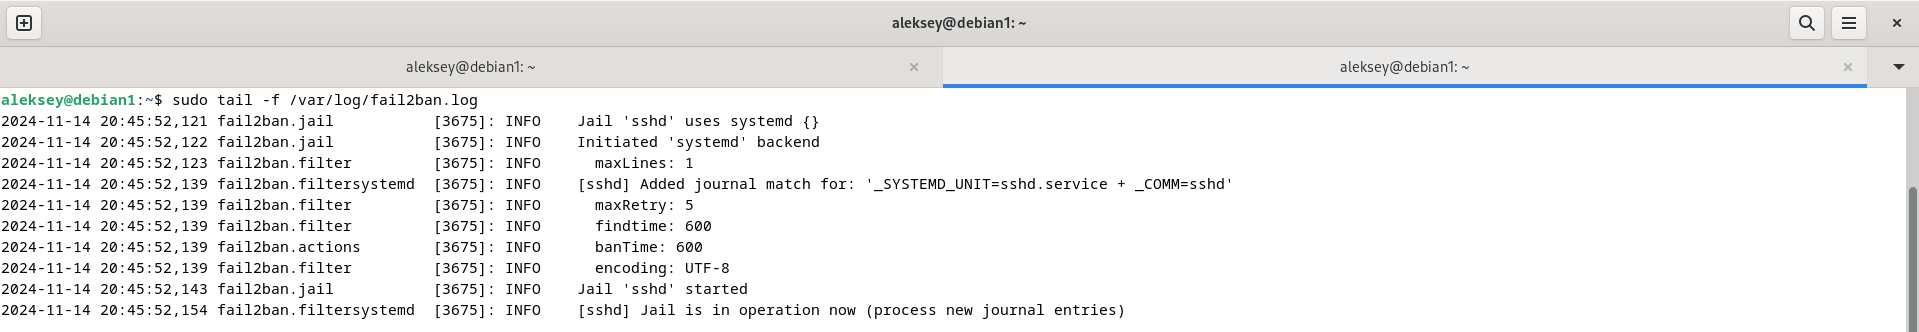 aleksey@debian1: ~
aleksey@debian1: ~ × aleksey@debian1: ~ ×
aleksey@debian1:~$ sudo tail -f /var/log/fail2ban.log
2024-11-14 20:45:52,121 fail2ban.jail           [3675]: INFO    Jail 'sshd' uses systemd {}
2024-11-14 20:45:52,122 fail2ban.jail           [3675]: INFO    Initiated 'systemd' backend
2024-11-14 20:45:52,123 fail2ban.filter         [3675]: INFO      maxLines: 1
2024-11-14 20:45:52,139 fail2ban.filtersystemd  [3675]: INFO    [sshd] Added journal match for: '_SYSTEMD_UNIT=sshd.service + _COMM=sshd'
2024-11-14 20:45:52,139 fail2ban.filter         [3675]: INFO      maxRetry: 5
2024-11-14 20:45:52,139 fail2ban.filter         [3675]: INFO      findtime: 600
2024-11-14 20:45:52,139 fail2ban.actions        [3675]: INFO      banTime: 600
2024-11-14 20:45:52,139 fail2ban.filter         [3675]: INFO      encoding: UTF-8
2024-11-14 20:45:52,143 fail2ban.jail           [3675]: INFO    Jail 'sshd' started
2024-11-14 20:45:52,154 fail2ban.filtersystemd  [3675]: INFO    [sshd] Jail is in operation now (process new journal entries)